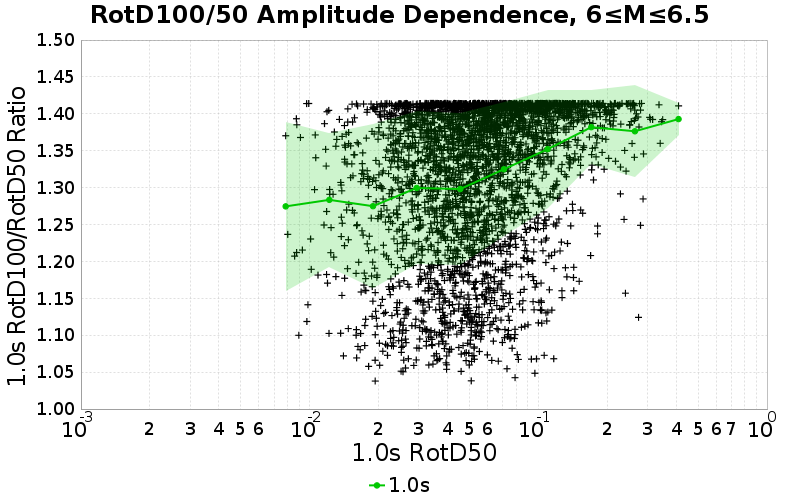 RotD100/50 Amplitude Dependence, 6≤M≤6.5
1.0s RotD100/RotD50 Ratio
1.50
1.45
1.40
1.35
1.30
1.25
1.20
1.15
1.10
1.05
1.00
10^-3 2 3 4 5 6 10^-2 2 3 4 5 6 10^-1 2 3 4 5 6 7 10^0
1.0s RotD50
1.0s